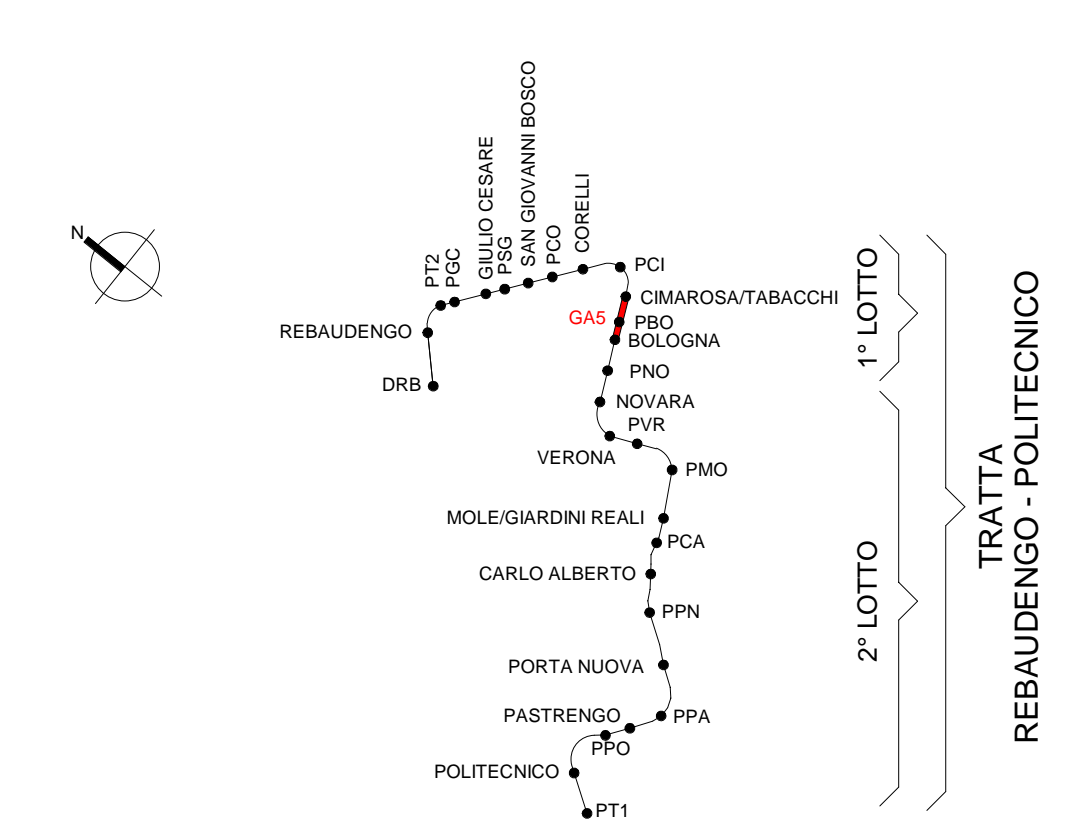 N
PT2
PGC
GIULIO CESARE
PSG
SAN GIOVANNI BOSCO
PCO
CORELLI
PCI
CIMAROSA/TABACCHI
GA5
PBO
REBAUDENGO
BOLOGNA
DRB
PNO
NOVARA
PVR
VERONA
PMO
MOLE/GIARDINI REALI
PCA
CARLO ALBERTO
PPN
PORTA NUOVA
PASTRENGO
PPA
PPO
POLITECNICO
PT1
1° LOTTO
2° LOTTO
TRATTA
REBAUDENGO - POLITECNICO